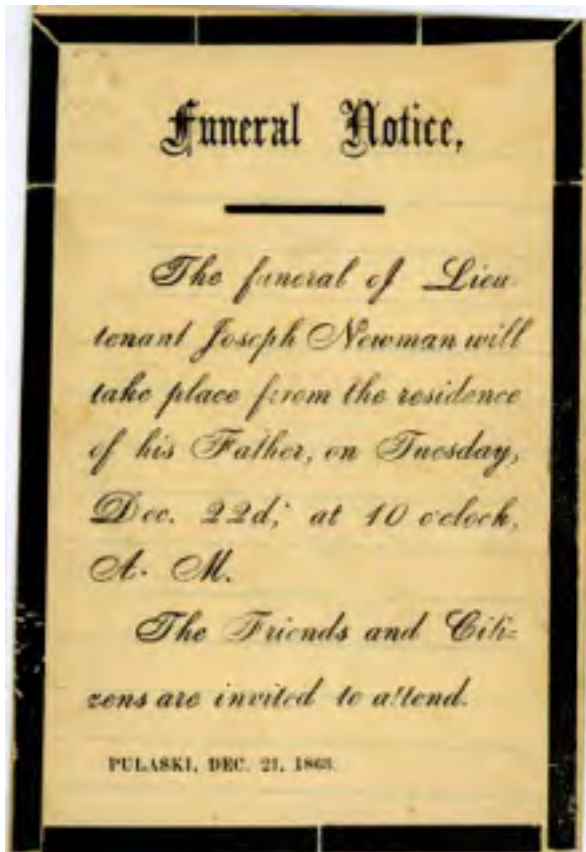 Funeral Notice,
The funeral of Lieu-
tenant Joseph Newman will
take place from the residence
of his Father, on Tuesday,
Dec. 22d; at 10 o'clock,
A. M.
The Friends and Citi-
zens are invited to attend.
PULASKI, DEC. 21, 1863.